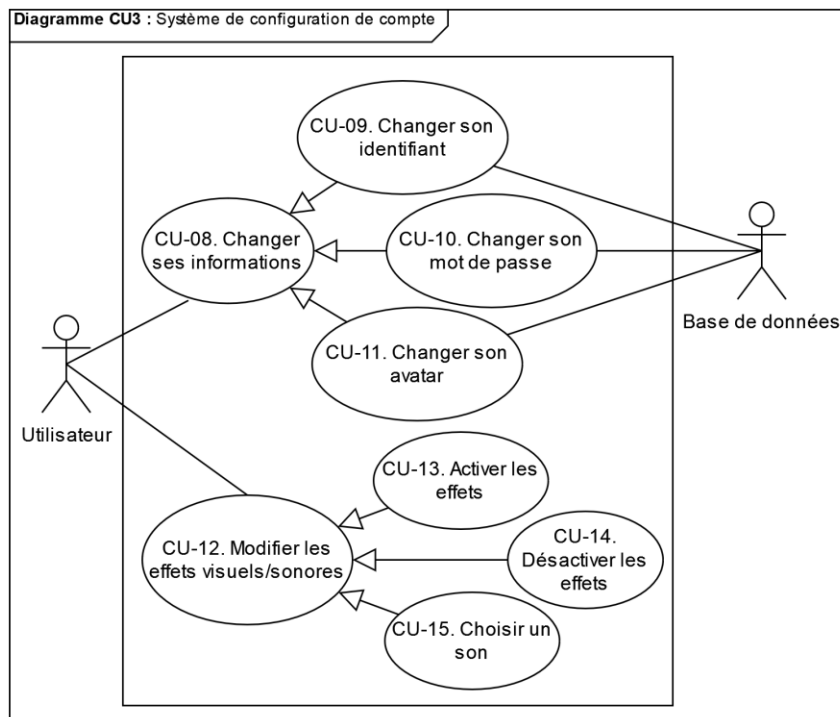 Diagramme CU3 : Système de configuration de compte
CU-09. Changer son
identifiant
CU-08. Changer
ses informations
CU-10. Changer son
mot de passe
Base de données
CU-11. Changer son
avatar
Utilisateur
CU-13. Activer les
effets
CU-12. Modifier les
effets visuels/sonores
CU-14.
Désactiver les
effets
CU-15. Choisir un
son